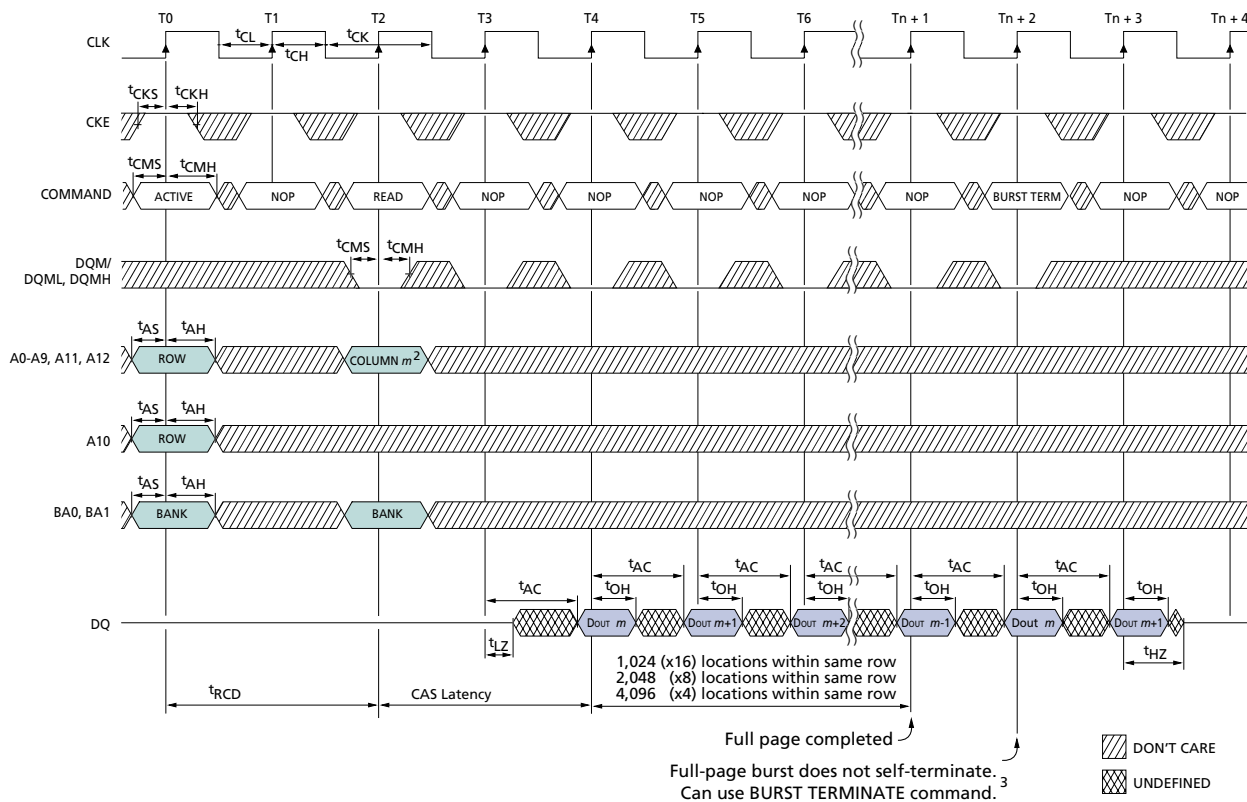 T0 T1 T2 T3 T4 T5 T6 Tn + 1 Tn + 2 Tn + 3 Tn + 4
CLK
tCL tCK
tCH
tCKS tCKH
CKE
tCMS tCMH
COMMAND ACTIVE NOP READ NOP NOP NOP NOP NOP BURST TERM NOP NOP
tCMS tCMH
DQM/
DQML, DQMH
tAS tAH
A0-A9, A11, A12 ROW COLUMN m2
tAS tAH
A10 ROW
tAS tAH
BA0, BA1 BANK BANK
tAC tAC tAC tAC tAC tAC
tOH tOH tOH tOH tOH tOH
DQ DOUT m DOUT m+1 DOUT m+2 DOUT m-1 Dout m DOUT m+1
tLZ tHZ
1,024 (x16) locations within same row
2,048 (x8) locations within same row
4,096 (x4) locations within same row
tRCD CAS Latency
Full page completed
Full-page burst does not self-terminate. 3
Can use BURST TERMINATE command.
DON'T CARE
UNDEFINED